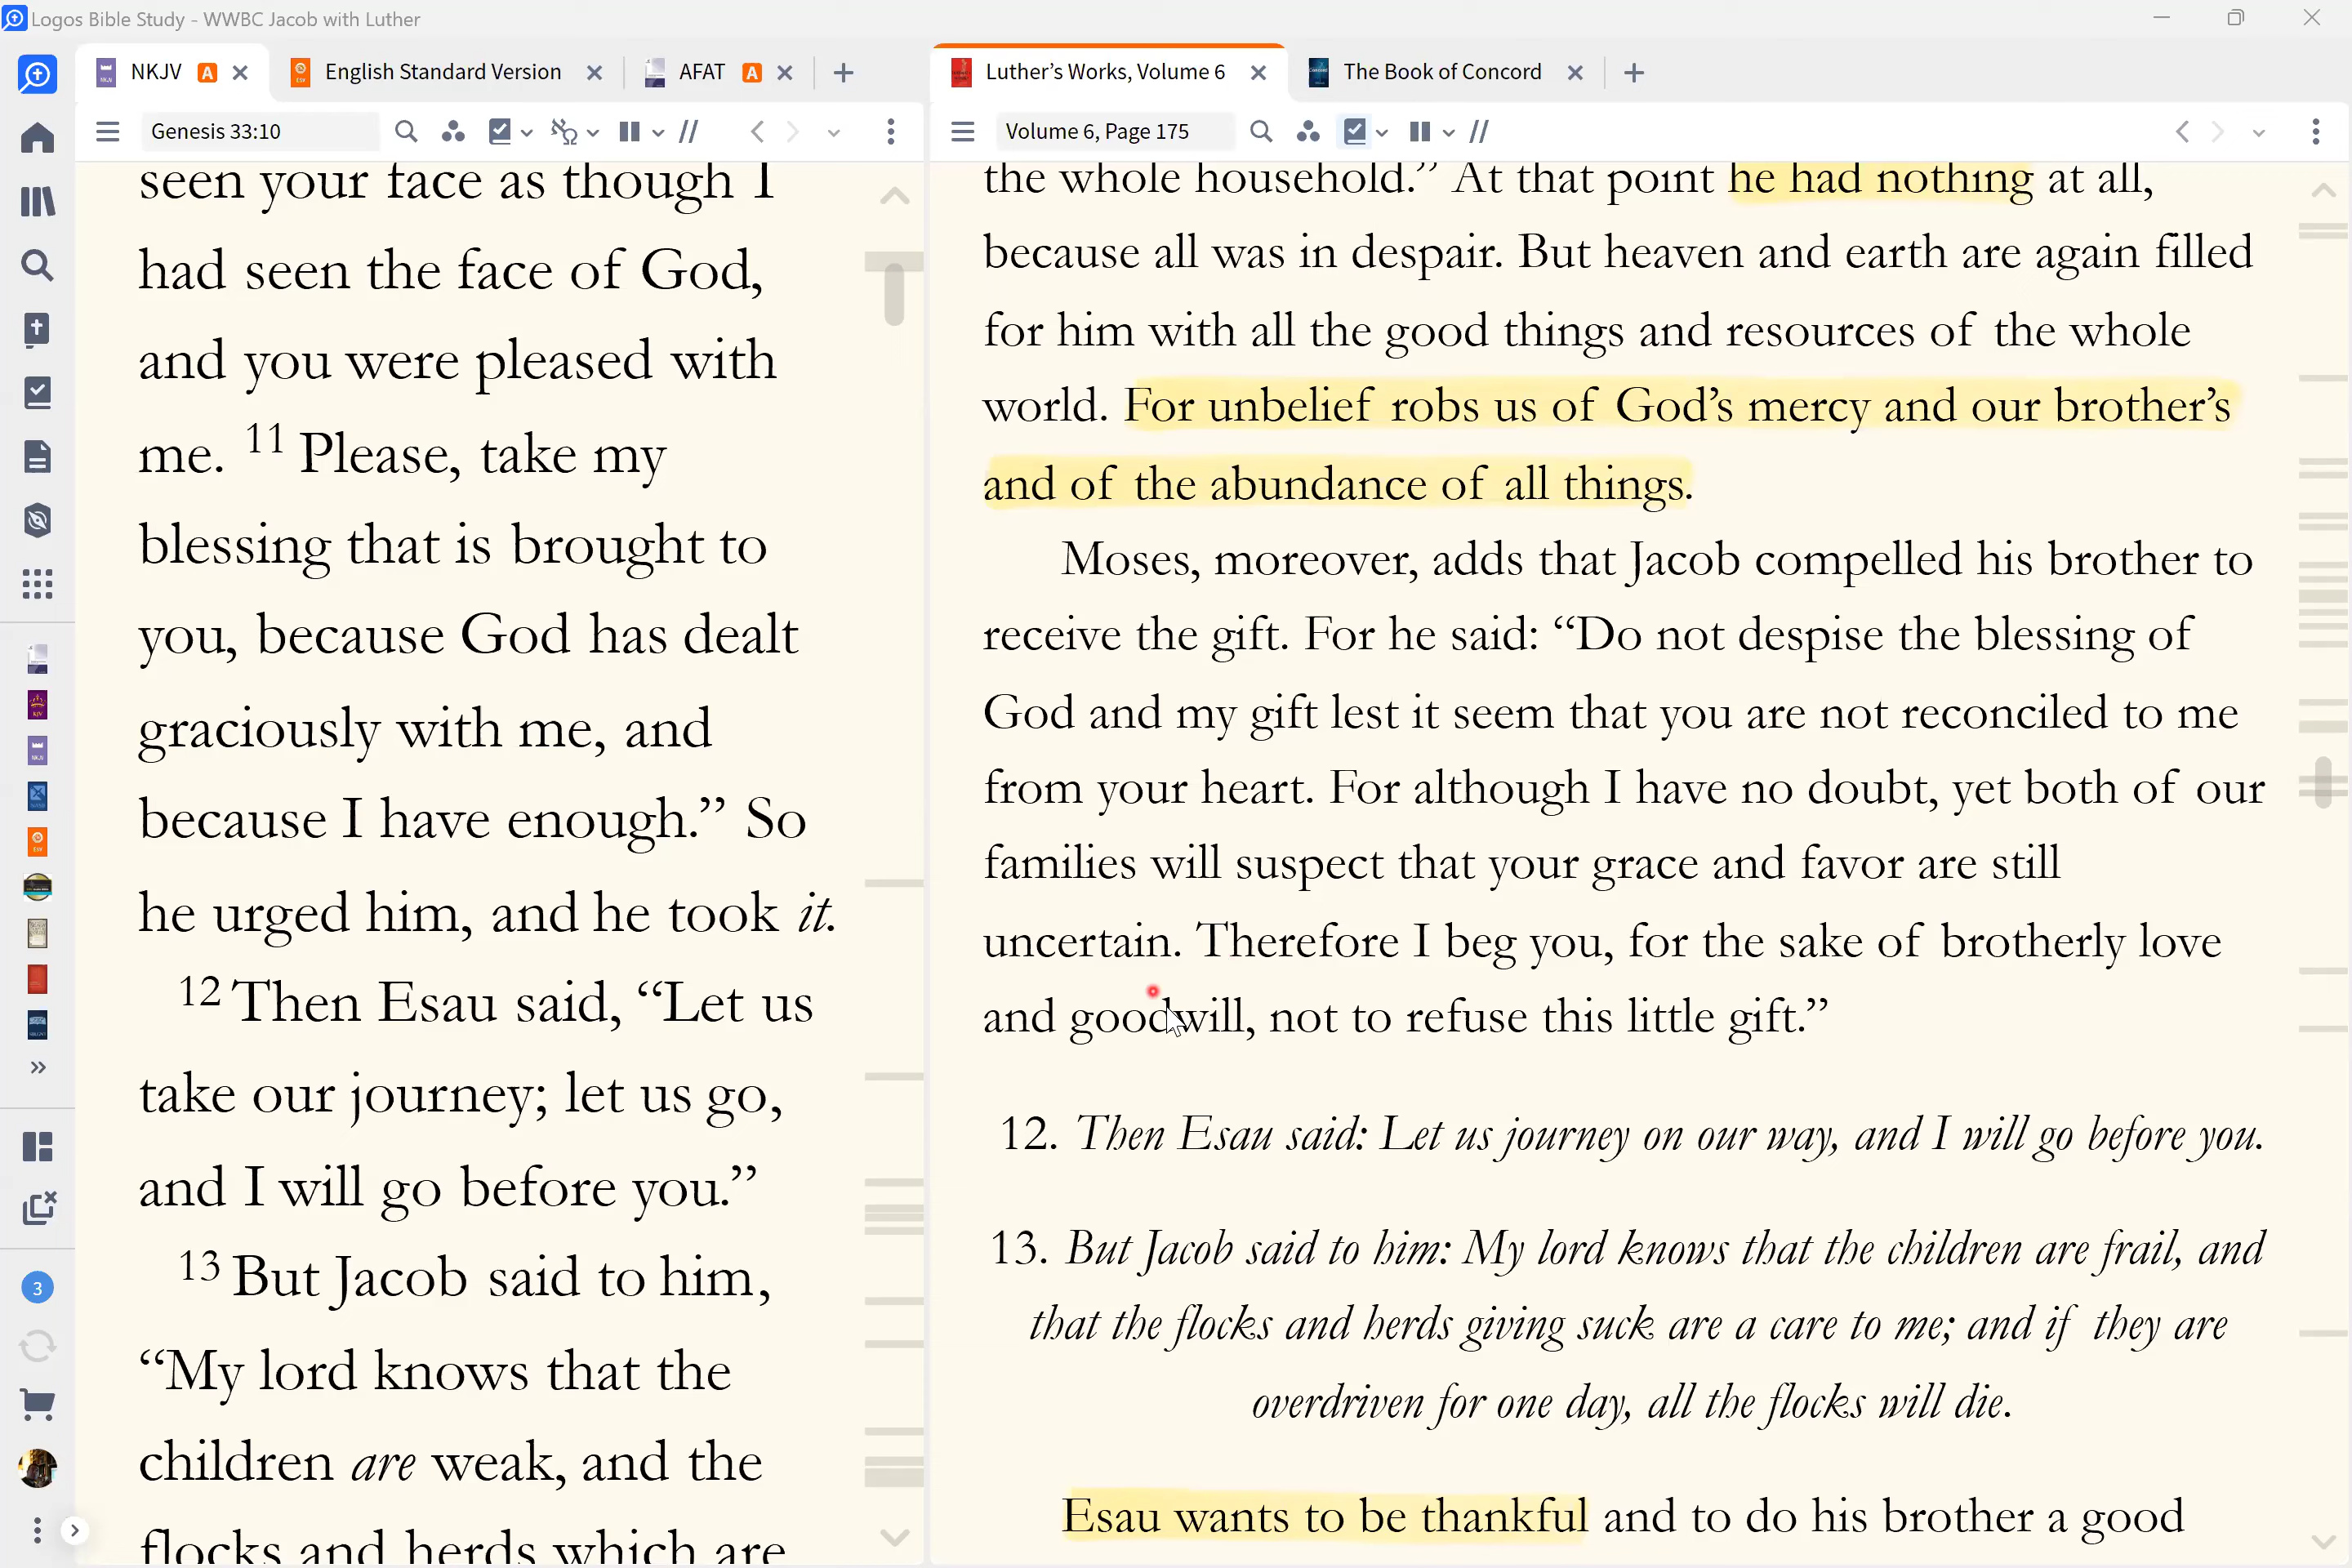 Logos Bible Study - WWBC Jacob with Luther
NKJV A
English Standard Version
AFAT A
Genesis 33:10
seen your face as though I
had seen the face of God,
and you were pleased with
me. 11 Please, take my
blessing that is brought to
you, because God has dealt
graciously with me, and
because I have enough.” So
he urged him, and he took it.
12 Then Esau said, “Let us
take our journey; let us go,
and I will go before you.”
13 But Jacob said to him,
“My lord knows that the
children are weak, and the
flocks and herds which are
Luther’s Works, Volume 6
The Book of Concord
Volume 6, Page 175
the whole household.” At that point he had nothing at all,
because all was in despair. But heaven and earth are again filled
for him with all the good things and resources of the whole
world. For unbelief robs us of God’s mercy and our brother’s
and of the abundance of all things.
Moses, moreover, adds that Jacob compelled his brother to
receive the gift. For he said: “Do not despise the blessing of
God and my gift lest it seem that you are not reconciled to me
from your heart. For although I have no doubt, yet both of our
families will suspect that your grace and favor are still
uncertain. Therefore I beg you, for the sake of brotherly love
and goodwill, not to refuse this little gift.”
12. Then Esau said: Let us journey on our way, and I will go before you.
13. But Jacob said to him: My lord knows that the children are frail, and
that the flocks and herds giving suck are a care to me; and if they are
overdriven for one day, all the flocks will die.
Esau wants to be thankful and to do his brother a good
3